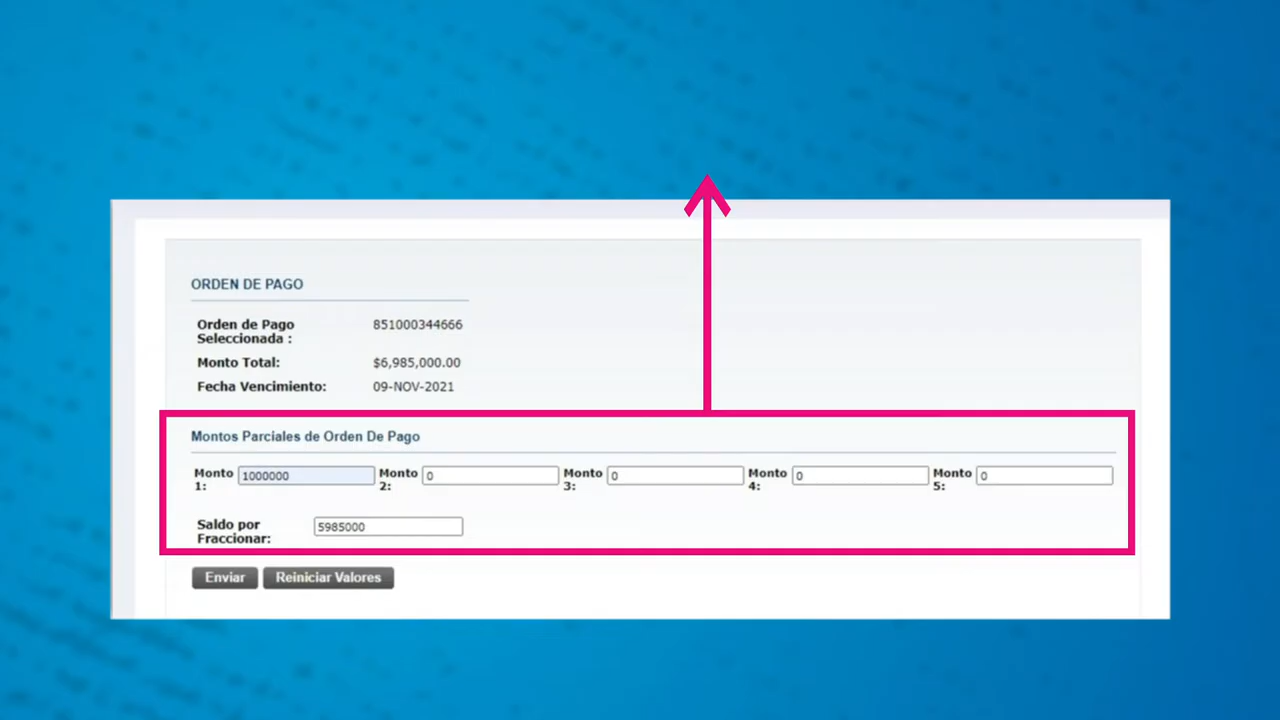 ORDEN DE PAGO
Orden de Pago Seleccionada : 851000344666
Monto Total: $6,985,000.00
Fecha Vencimiento: 09-NOV-2021
Montos Parciales de Orden De Pago
Monto 1: 1000000 Monto 2: 0 Monto 3: 0 Monto 4: 0 Monto 5: 0
Saldo por Fraccionar: 5985000
Enviar Reiniciar Valores